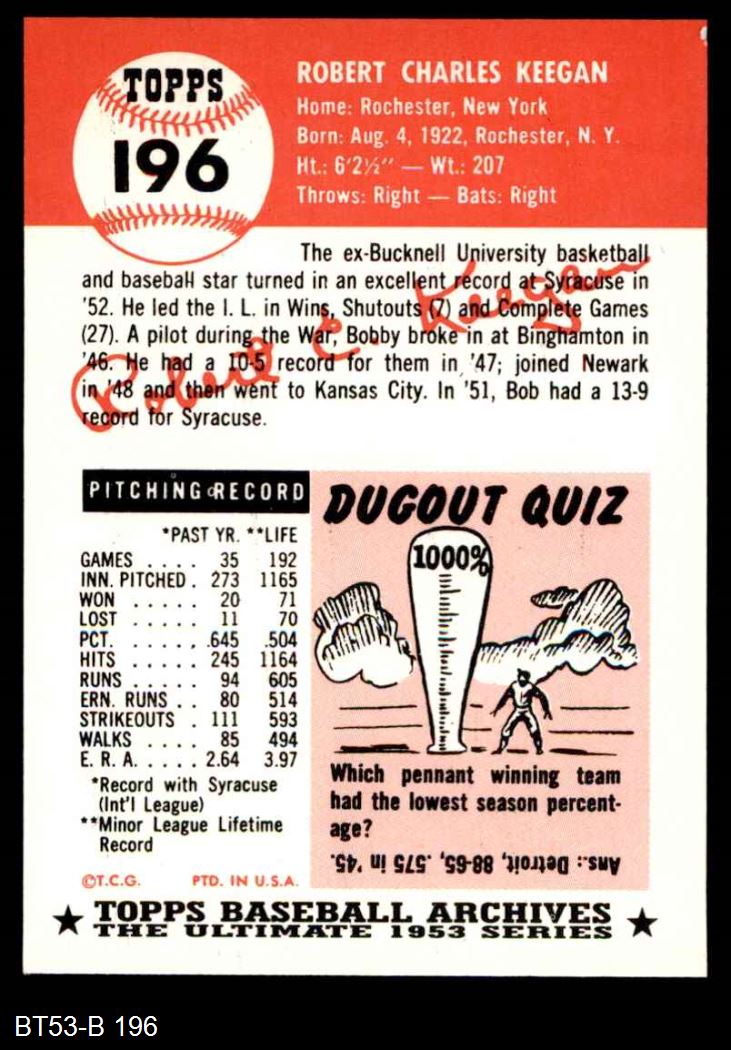 TOPPS
196
ROBERT CHARLES KEEGAN
Home: Rochester, New York
Born: Aug. 4, 1922, Rochester, N. Y.
Ht.: 6'2½" — Wt.: 207
Throws: Right — Bats: Right
The ex-Bucknell University basketball
and baseball star turned in an excellent record at Syracuse in
'52. He led the I. L. in Wins, Shutouts (7) and Complete Games
(27). A pilot during the War, Bobby broke in at Binghamton in
'46. He had a 10-5 record for them in '47; joined Newark
in '48 and then went to Kansas City. In '51, Bob had a 13-9
record for Syracuse.
Robert C. Keegan
PITCHING RECORD
*PAST YR. **LIFE
GAMES . . . . 35 192
INN. PITCHED . 273 1165
WON . . . . . 20 71
LOST . . . . . 11 70
PCT. . . . . . .645 .504
HITS . . . . . 245 1164
RUNS . . . . . 94 605
ERN. RUNS . . 80 514
STRIKEOUTS . 111 593
WALKS . . . . 85 494
E. R. A. . . . . 2.64 3.97
*Record with Syracuse
(Int'l League)
**Minor League Lifetime
Record
©T.C.G. PTD. IN U.S.A.
DUGOUT QUIZ
1000%
Which pennant winning team
had the lowest season percent-
age?
Ans.: Detroit, 88-65, .575 in '45.
★ TOPPS BASEBALL ARCHIVES ★
THE ULTIMATE 1953 SERIES
BT53-B 196